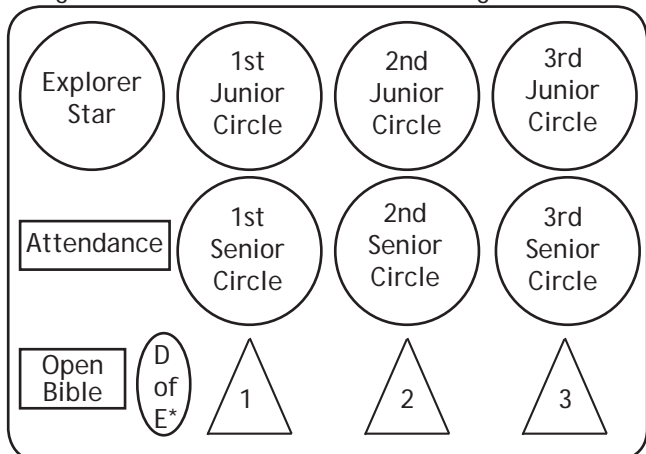 Explorer
Star
1st
Junior
Circle
2nd
Junior
Circle
3rd
Junior
Circle
Attendance
1st
Senior
Circle
2nd
Senior
Circle
3rd
Senior
Circle
Open
Bible
D
of
E*
1
2
3